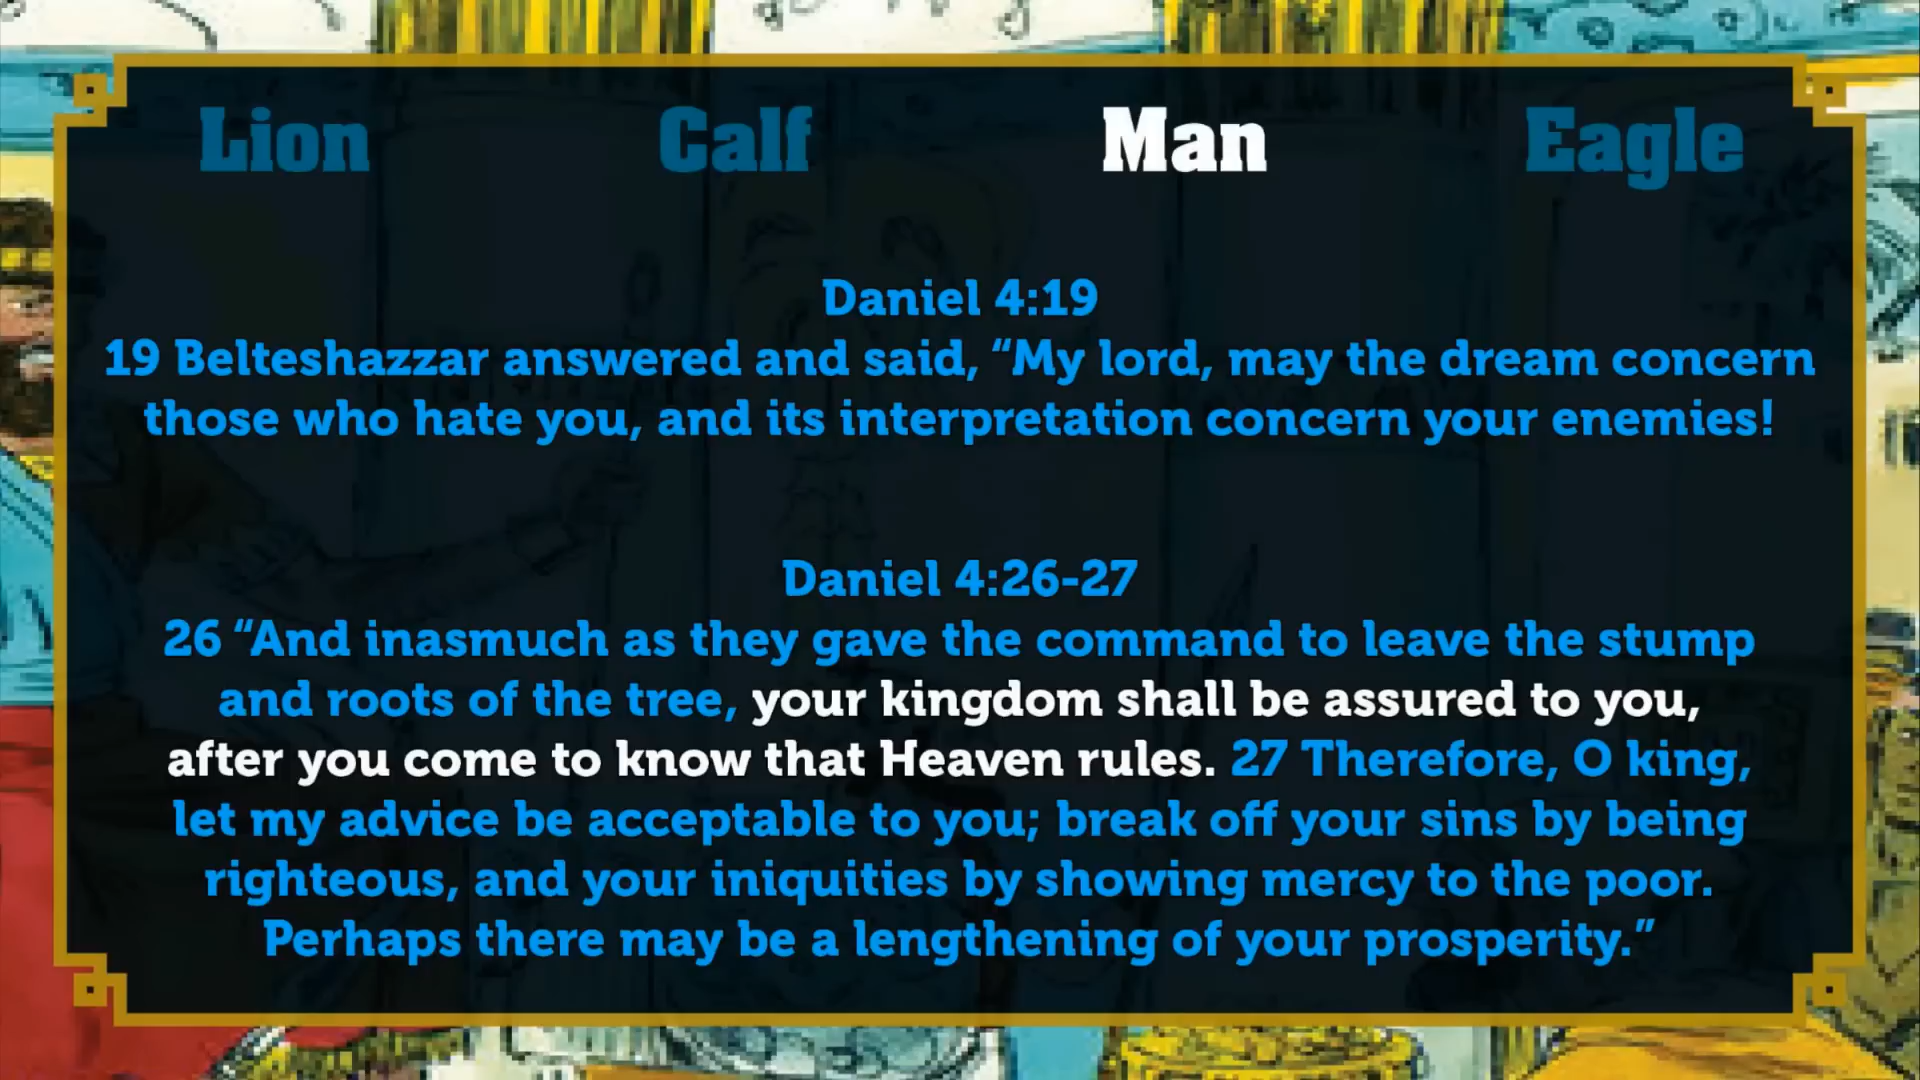 Lion Calf Man Eagle
Daniel 4:19
19 Belteshazzar answered and said, “My lord, may the dream concern
those who hate you, and its interpretation concern your enemies!
Daniel 4:26-27
26 “And inasmuch as they gave the command to leave the stump
and roots of the tree, your kingdom shall be assured to you,
after you come to know that Heaven rules. 27 Therefore, O king,
let my advice be acceptable to you; break off your sins by being
righteous, and your iniquities by showing mercy to the poor.
Perhaps there may be a lengthening of your prosperity.”